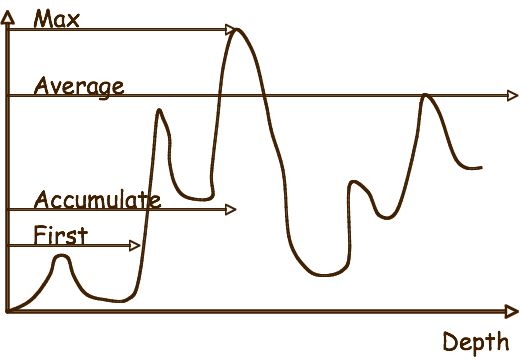 Max
Average
Accumulate
First
Depth